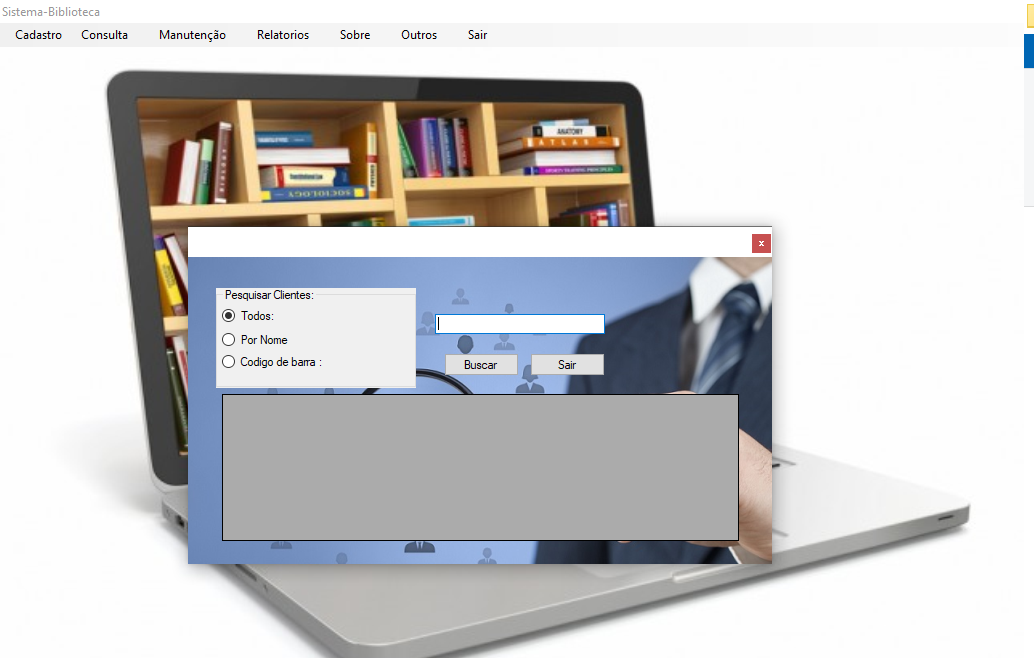 Sistema-Biblioteca
Cadastro Consulta Manutenção Relatorios Sobre Outros Sair
ANATOMY
ATLAS
SOCIOLOGY
x
Pesquisar Clientes:
Todos:
Por Nome
Codigo de barra :
Buscar Sair